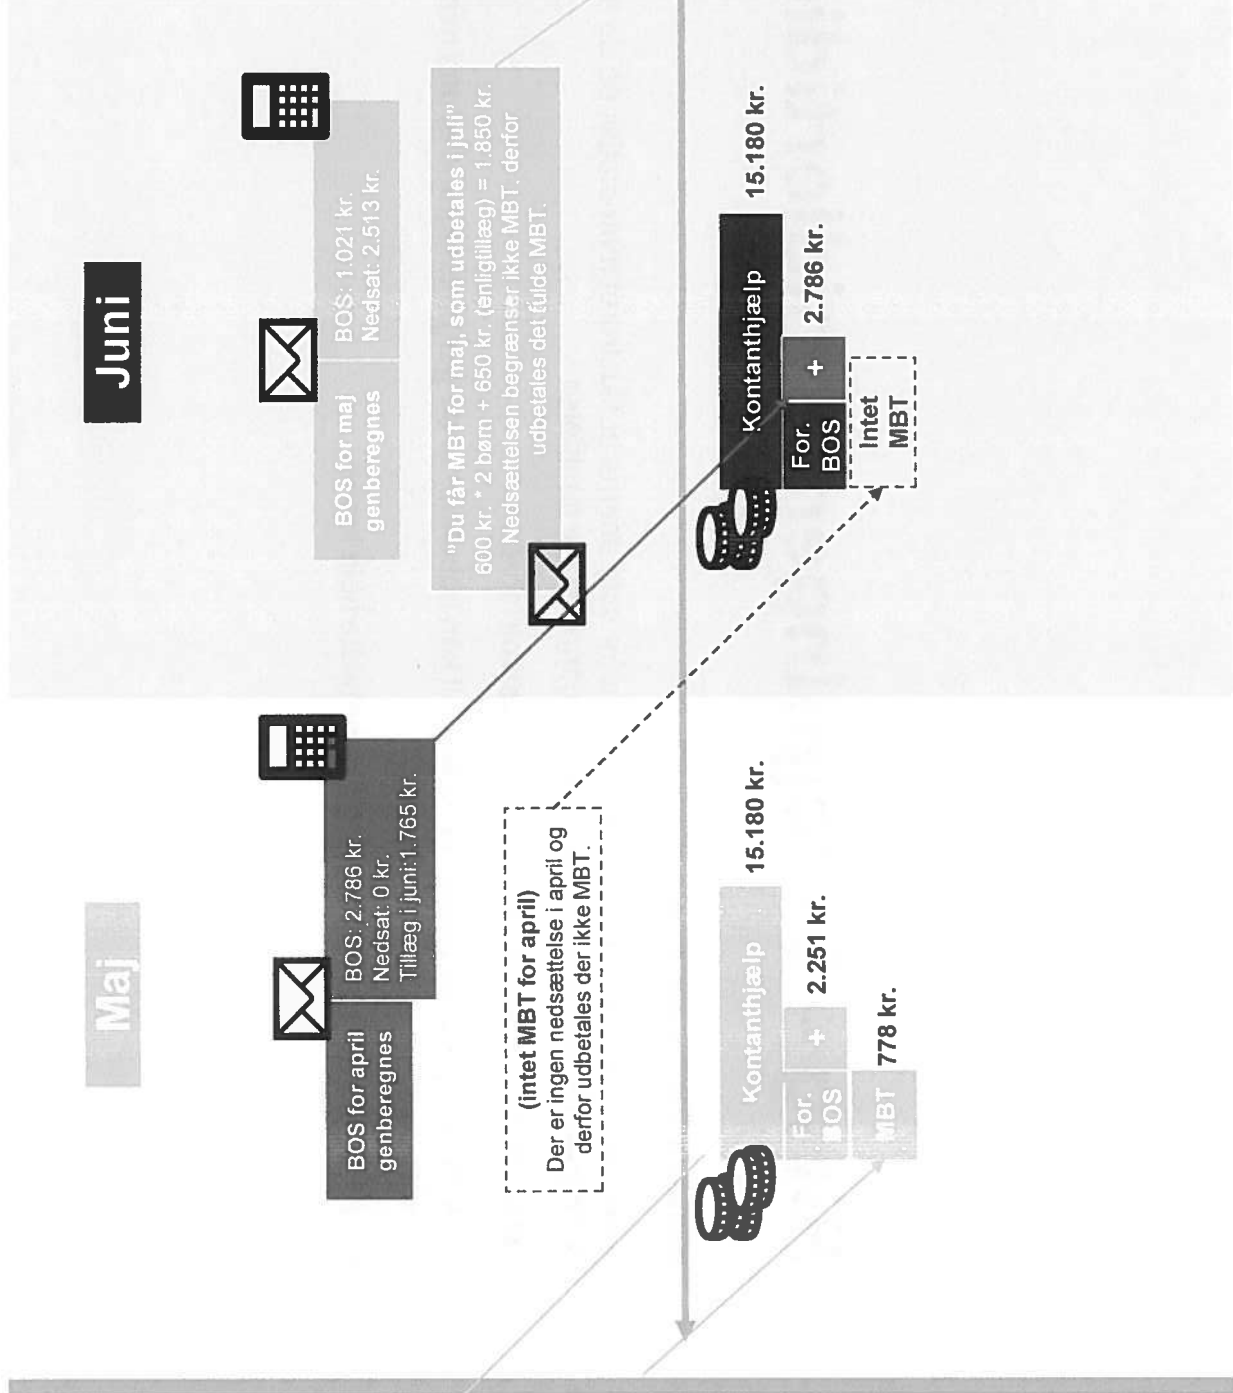 Maj
BOS for april
genberegnes
BOS: 2.786 kr.
Nedsat: 0 kr.
Tillæg i juni:1.765 kr.
(intet MBT for april)
Der er ingen nedsættelse i april og
derfor udbetales der ikke MBT.
Kontanthjælp
15.180 kr.
For.
BOS
+
2.251 kr.
MBT
778 kr.
Juni
BOS for maj
genberegnes
BOS: 1.021 kr.
Nedsat: 2.513 kr.
"Du får MBT for maj, som udbetales i juli"
600 kr. * 2 børn + 650 kr. (enligtillæg) = 1.850 kr.
Nedsættelsen begrænser ikke MBT. derfor
udbetales det fulde MBT.
Kontanthjælp
15.180 kr.
For.
BOS
+
2.786 kr.
Intet
MBT